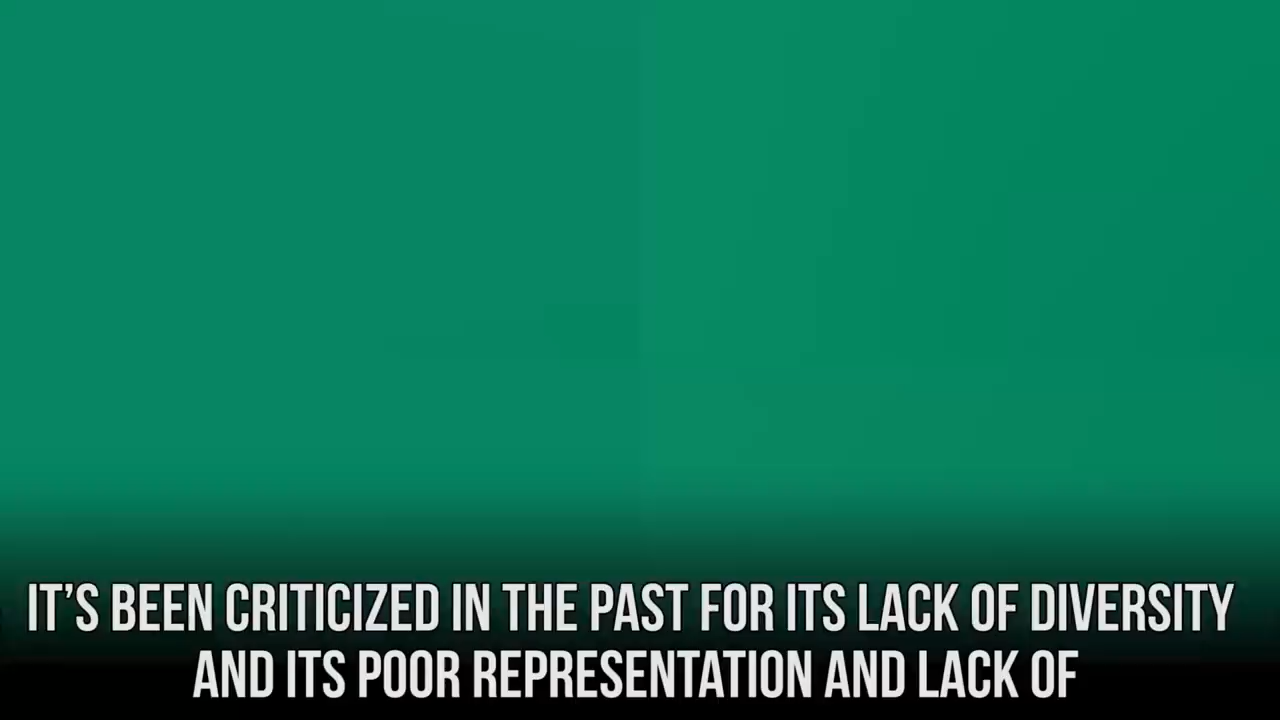 IT’S BEEN CRITICIZED IN THE PAST FOR ITS LACK OF DIVERSITY
AND ITS POOR REPRESENTATION AND LACK OF